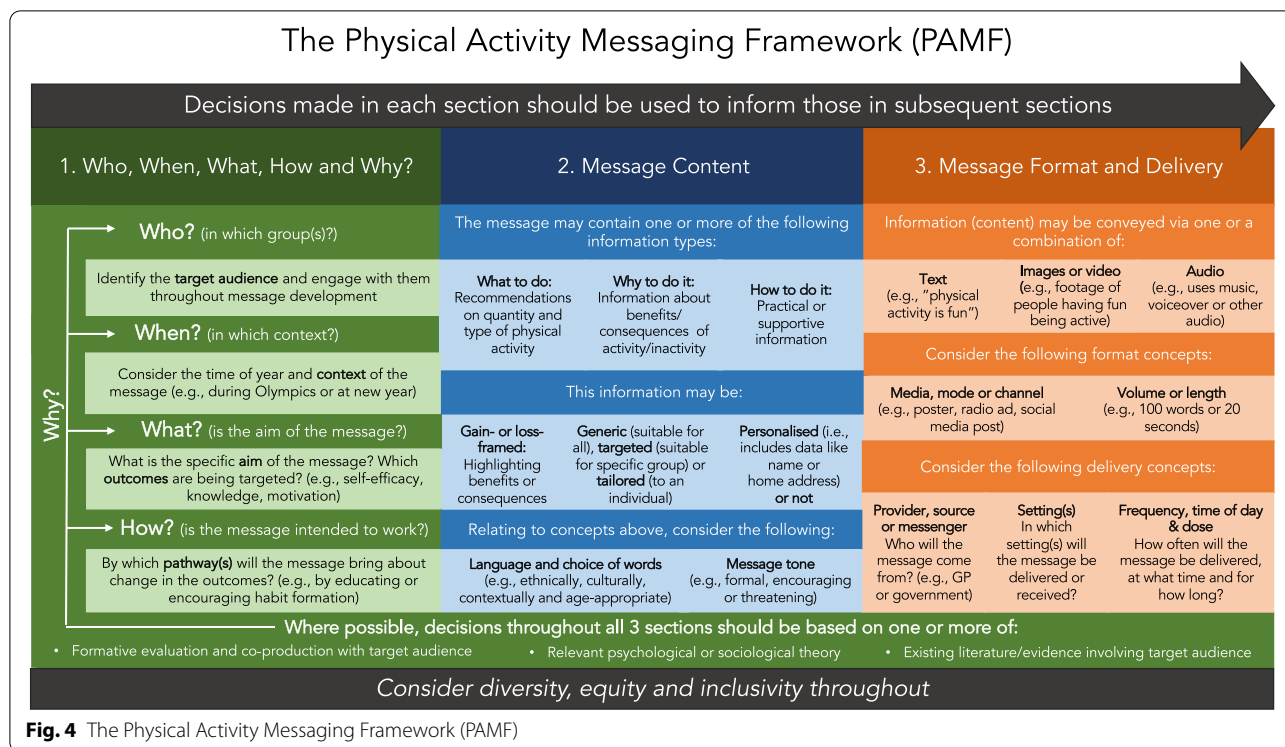 The Physical Activity Messaging Framework (PAMF)
Decisions made in each section should be used to inform those in subsequent sections
1. Who, When, What, How and Why?
Why?
Who? (in which group(s)?)
Identify the target audience and engage with them
throughout message development
When? (in which context?)
Consider the time of year and context of the
message (e.g., during Olympics or at new year)
What? (is the aim of the message?)
What is the specific aim of the message? Which
outcomes are being targeted? (e.g., self-efficacy,
knowledge, motivation)
How? (is the message intended to work?)
By which pathway(s) will the message bring about
change in the outcomes? (e.g., by educating or
encouraging habit formation)
2. Message Content
The message may contain one or more of the following
information types:
What to do:
Recommendations
on quantity and
type of physical
activity
Why to do it:
Information about
benefits/
consequences of
activity/inactivity
How to do it:
Practical or
supportive
information
This information may be:
Gain- or loss-
framed:
Highlighting
benefits or
consequences
Generic (suitable for
all), targeted (suitable
for specific group) or
tailored (to an
individual)
Personalised (i.e.,
includes data like
name or
home address)
or not
Relating to concepts above, consider the following:
Language and choice of words
(e.g., ethnically, culturally,
contextually and age-appropriate)
Message tone
(e.g., formal, encouraging
or threatening)
3. Message Format and Delivery
Information (content) may be conveyed via one or a
combination of:
Text
(e.g., “physical
activity is fun”)
Images or video
(e.g., footage of
people having fun
being active)
Audio
(e.g., uses music,
voiceover or other
audio)
Consider the following format concepts:
Media, mode or channel
(e.g., poster, radio ad, social
media post)
Volume or length
(e.g., 100 words or 20
seconds)
Consider the following delivery concepts:
Provider, source
or messenger
Who will the
message come
from? (e.g., GP
or government)
Setting(s)
In which
setting(s) will
the message be
delivered or
received?
Frequency, time of day
& dose
How often will the
message be delivered,
at what time and for
how long?
Where possible, decisions throughout all 3 sections should be based on one or more of:
• Formative evaluation and co-production with target audience
• Relevant psychological or sociological theory
• Existing literature/evidence involving target audience
Consider diversity, equity and inclusivity throughout
Fig. 4 The Physical Activity Messaging Framework (PAMF)